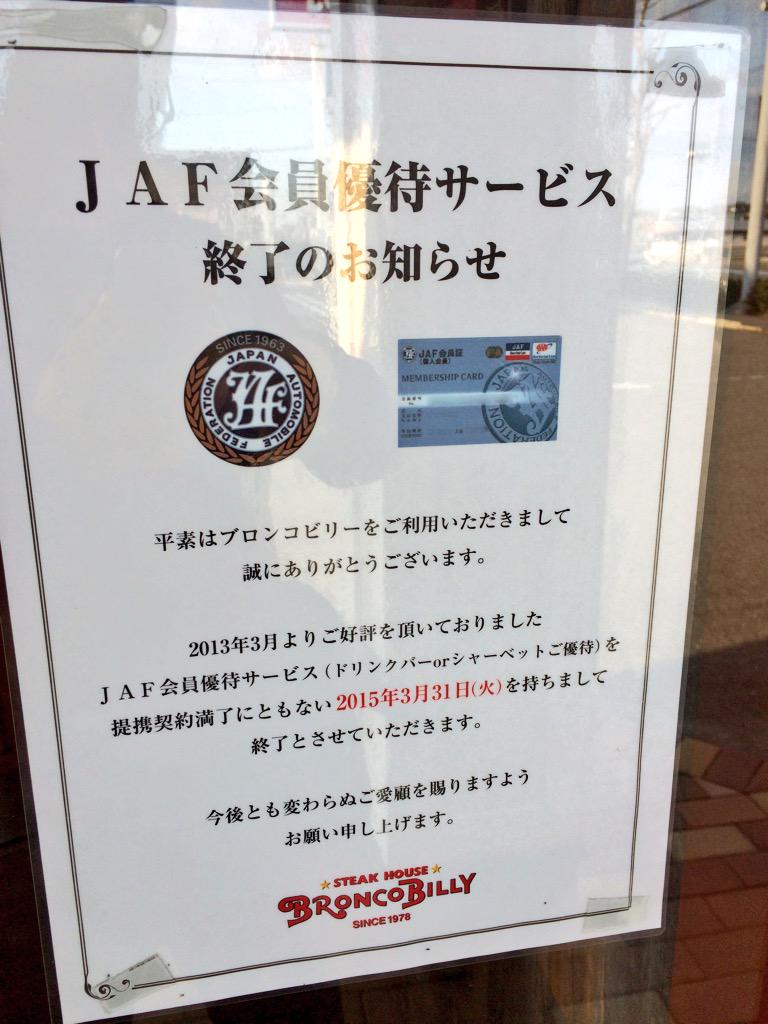 JAF会員優待サービス
終了のお知らせ
SINCE 1963
JAPAN AUTOMOBILE FEDERATION
JAF
JAF会員証
(個人会員)
JAF
MEMBERSHIP CARD
平素はブロンコビリーをご利用いただきまして
誠にありがとうございます。
2013年3月よりご好評を頂いておりました
JAF会員優待サービス(ドリンクバーorシャーベットご優待)を
提携契約満了にともない2015年3月31日(火)を持ちまして
終了とさせていただきます。
今後とも変わらぬご愛顧を賜りますよう
お願い申し上げます。
STEAK HOUSE
BRONCOBILLY
SINCE 1978